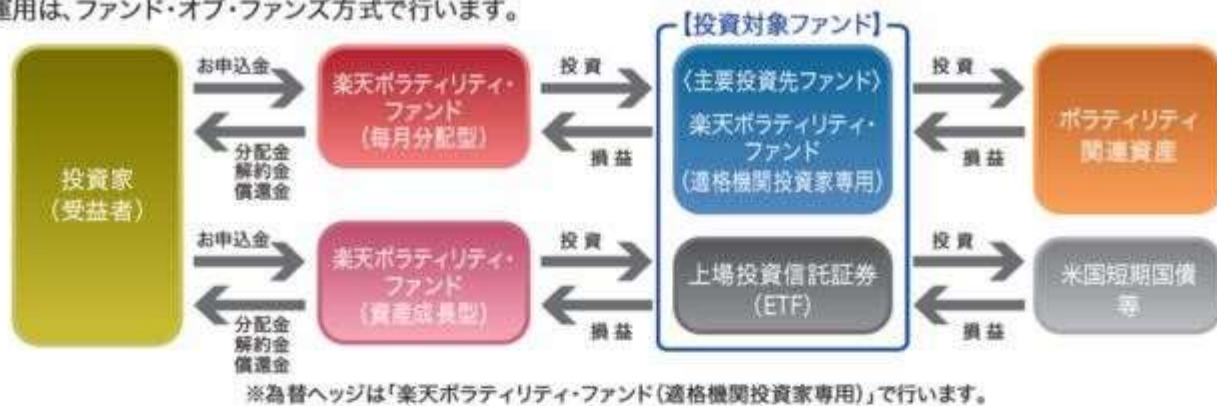 運用は、ファンド・オブ・ファンズ方式で行います。
【投資対象ファンド】
投資家
(受益者)
お申込金
分配金
解約金
償還金
楽天ボラティリティ・
ファンド
(毎月分配型)
投資
損益
〈主要投資先ファンド〉
楽天ボラティリティ・
ファンド
(適格機関投資家専用)
投資
損益
ボラティリティ
関連資産
お申込金
分配金
解約金
償還金
楽天ボラティリティ・
ファンド
(資産成長型)
投資
損益
上場投資信託証券
(ETF)
投資
損益
米国短期国債
等
※為替ヘッジは「楽天ボラティリティ・ファンド(適格機関投資家専用)」で行います。